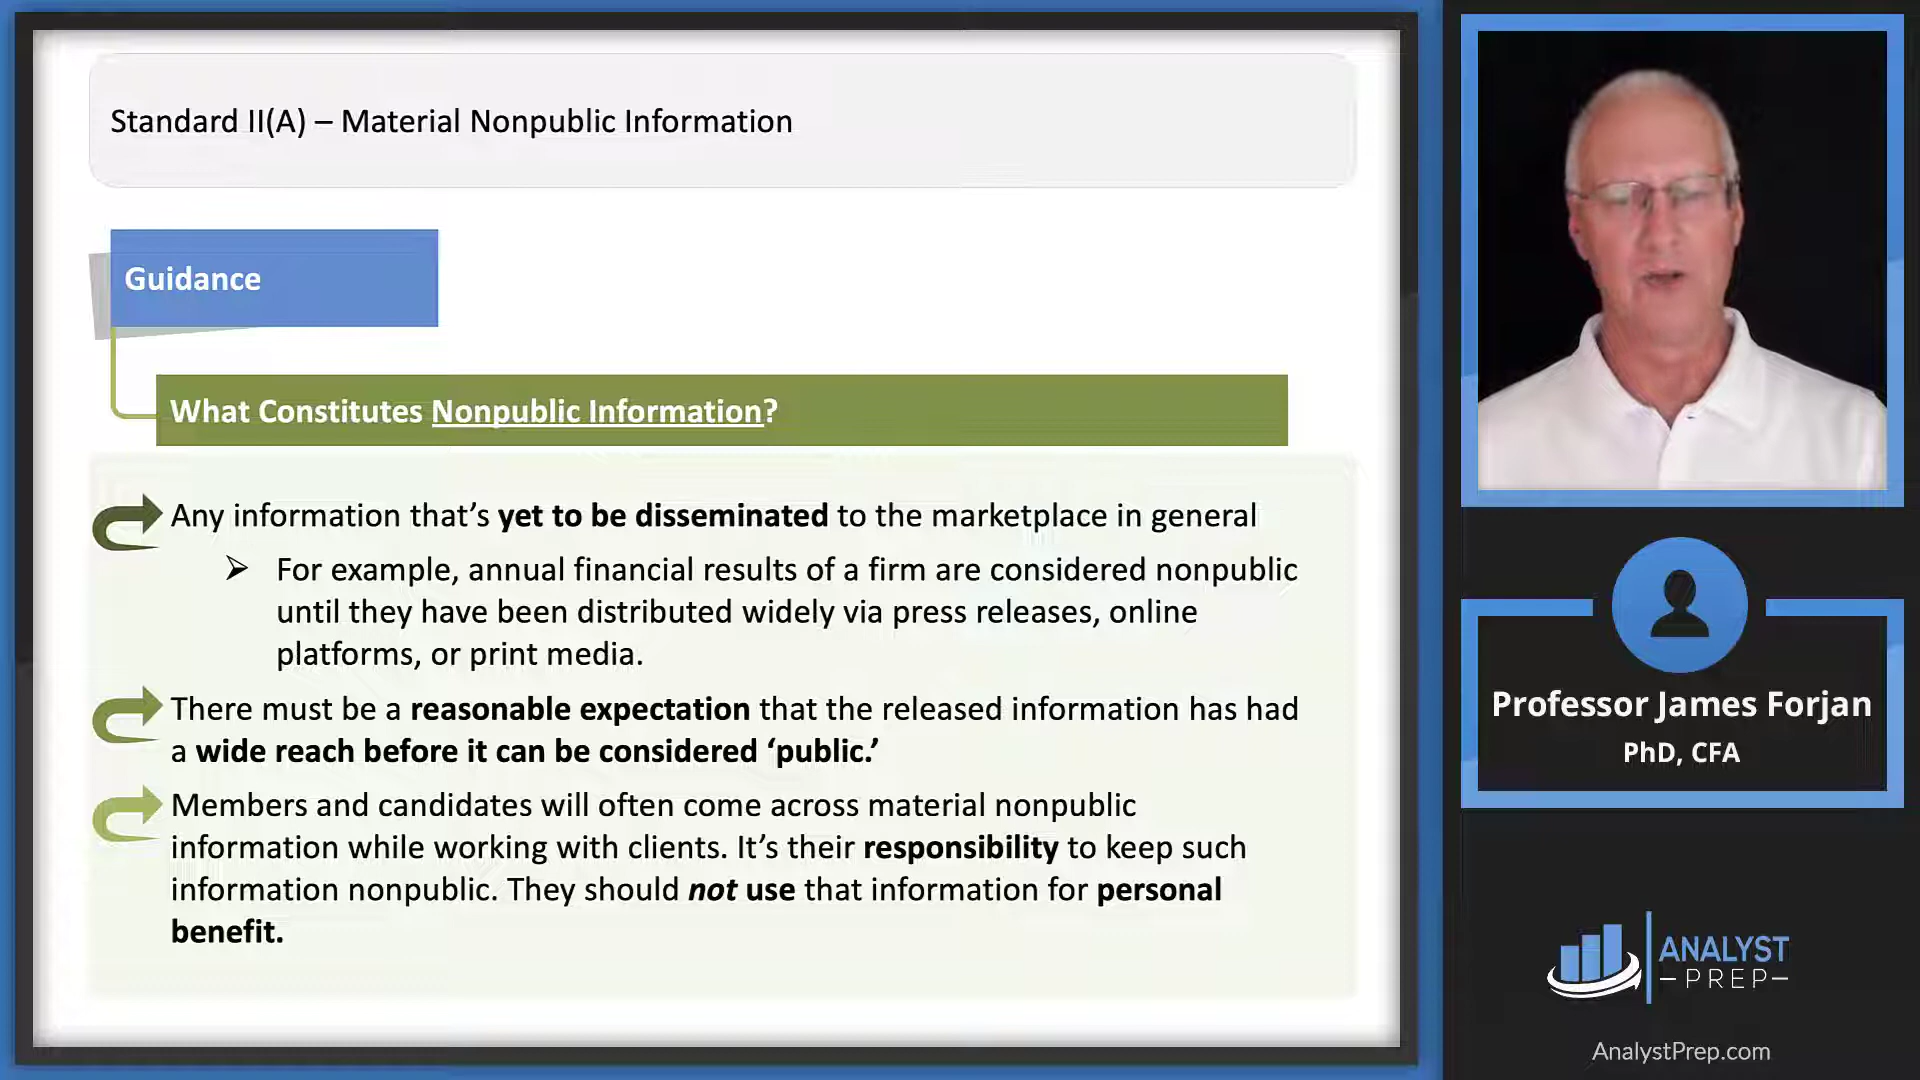 Standard II(A) – Material Nonpublic Information
Guidance
What Constitutes Nonpublic Information?
Any information that’s yet to be disseminated to the marketplace in general
For example, annual financial results of a firm are considered nonpublic
until they have been distributed widely via press releases, online
platforms, or print media.
There must be a reasonable expectation that the released information has had
a wide reach before it can be considered ‘public.’
Members and candidates will often come across material nonpublic
information while working with clients. It’s their responsibility to keep such
information nonpublic. They should not use that information for personal
benefit.
Professor James Forjan
PhD, CFA
ANALYST
PREP
AnalystPrep.com